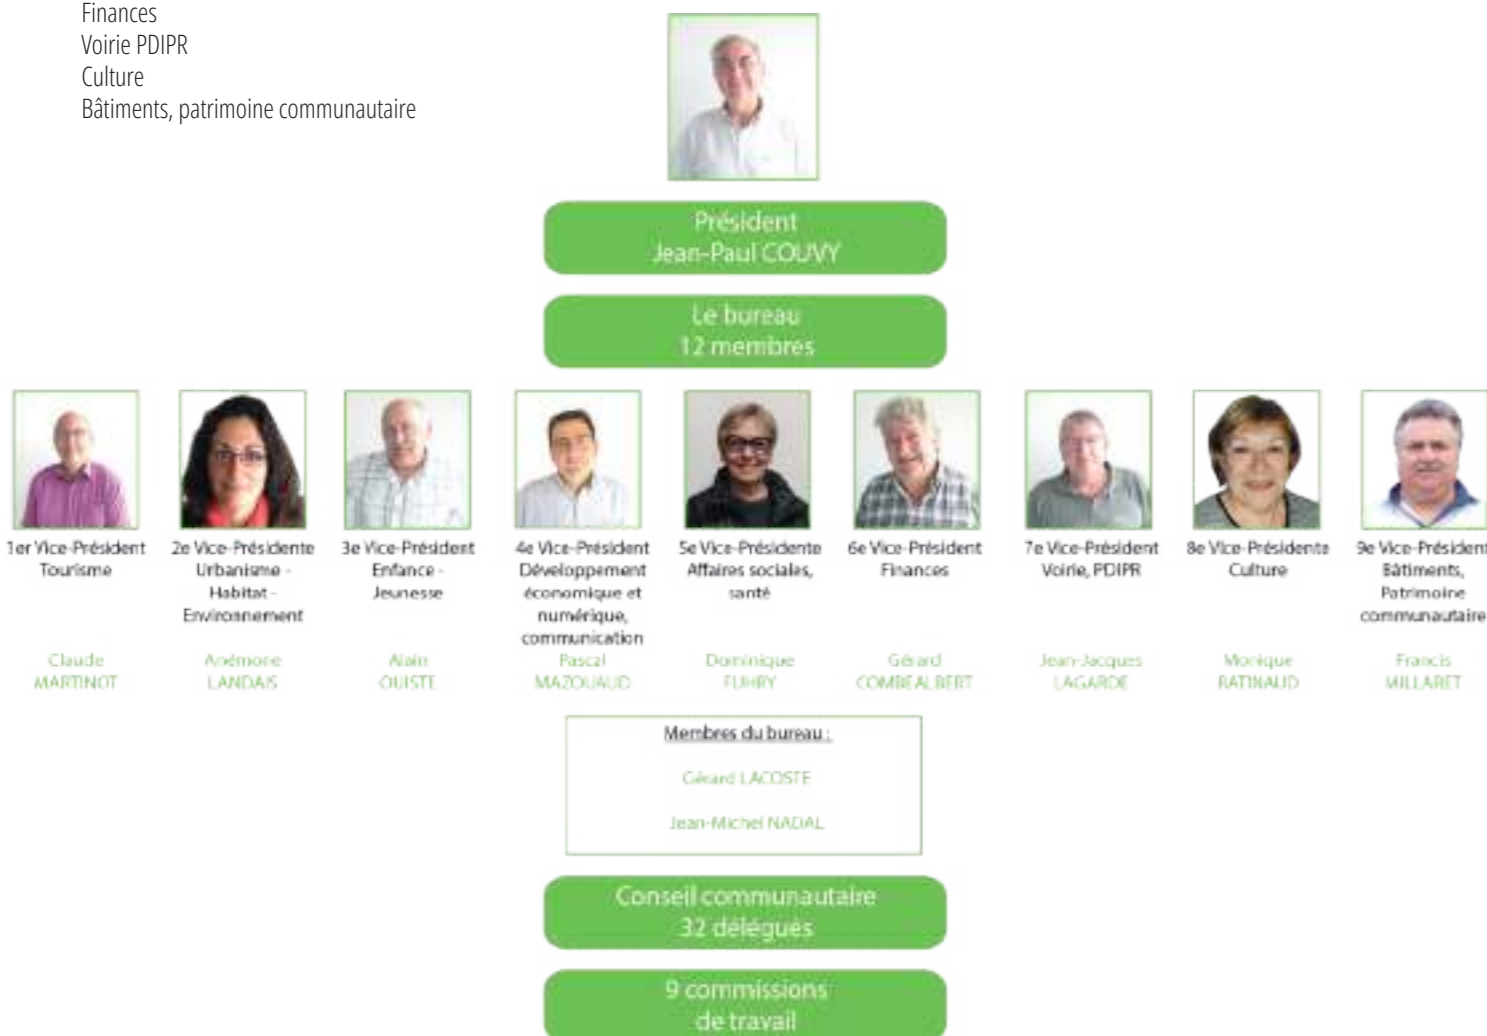 Finances
Voirie PDIPR
Culture
Bâtiments, patrimoine communautaire
Président
Jean-Paul COUVY
Le bureau
12 membres
1er Vice-Président
Tourisme
Claude
MARTINOT
2e Vice-Présidente
Urbanisme -
Habitat -
Environnement
Anémone
LANDAIS
3e Vice-Président
Enfance -
Jeunesse
Alain
OUISTE
4e Vice-Président
Développement
économique et
numérique,
communication
Pascal
MAZOUAUD
5e Vice-Présidente
Affaires sociales,
santé
Dominique
FUHRY
6e Vice-Président
Finances
Gérard
COMBEALBERT
7e Vice-Président
Voirie, PDIPR
Jean-Jacques
LAGARDE
8e Vice-Présidente
Culture
Monique
RATINAUD
9e Vice-Président
Bâtiments,
Patrimoine
communautaire
Francis
MILLARET
Membres du bureau :
Gérard LACOSTE
Jean-Michel NADAL
Conseil communautaire
32 délégués
9 commissions
de travail